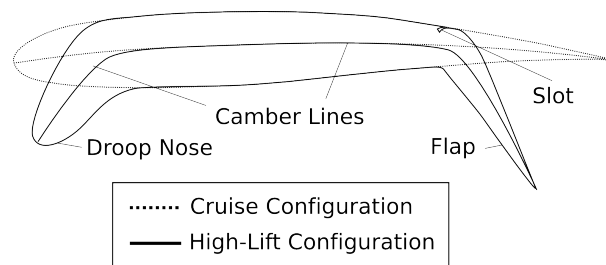 Slot
Camber Lines
Droop Nose
Flap
Cruise Configuration
High-Lift Configuration